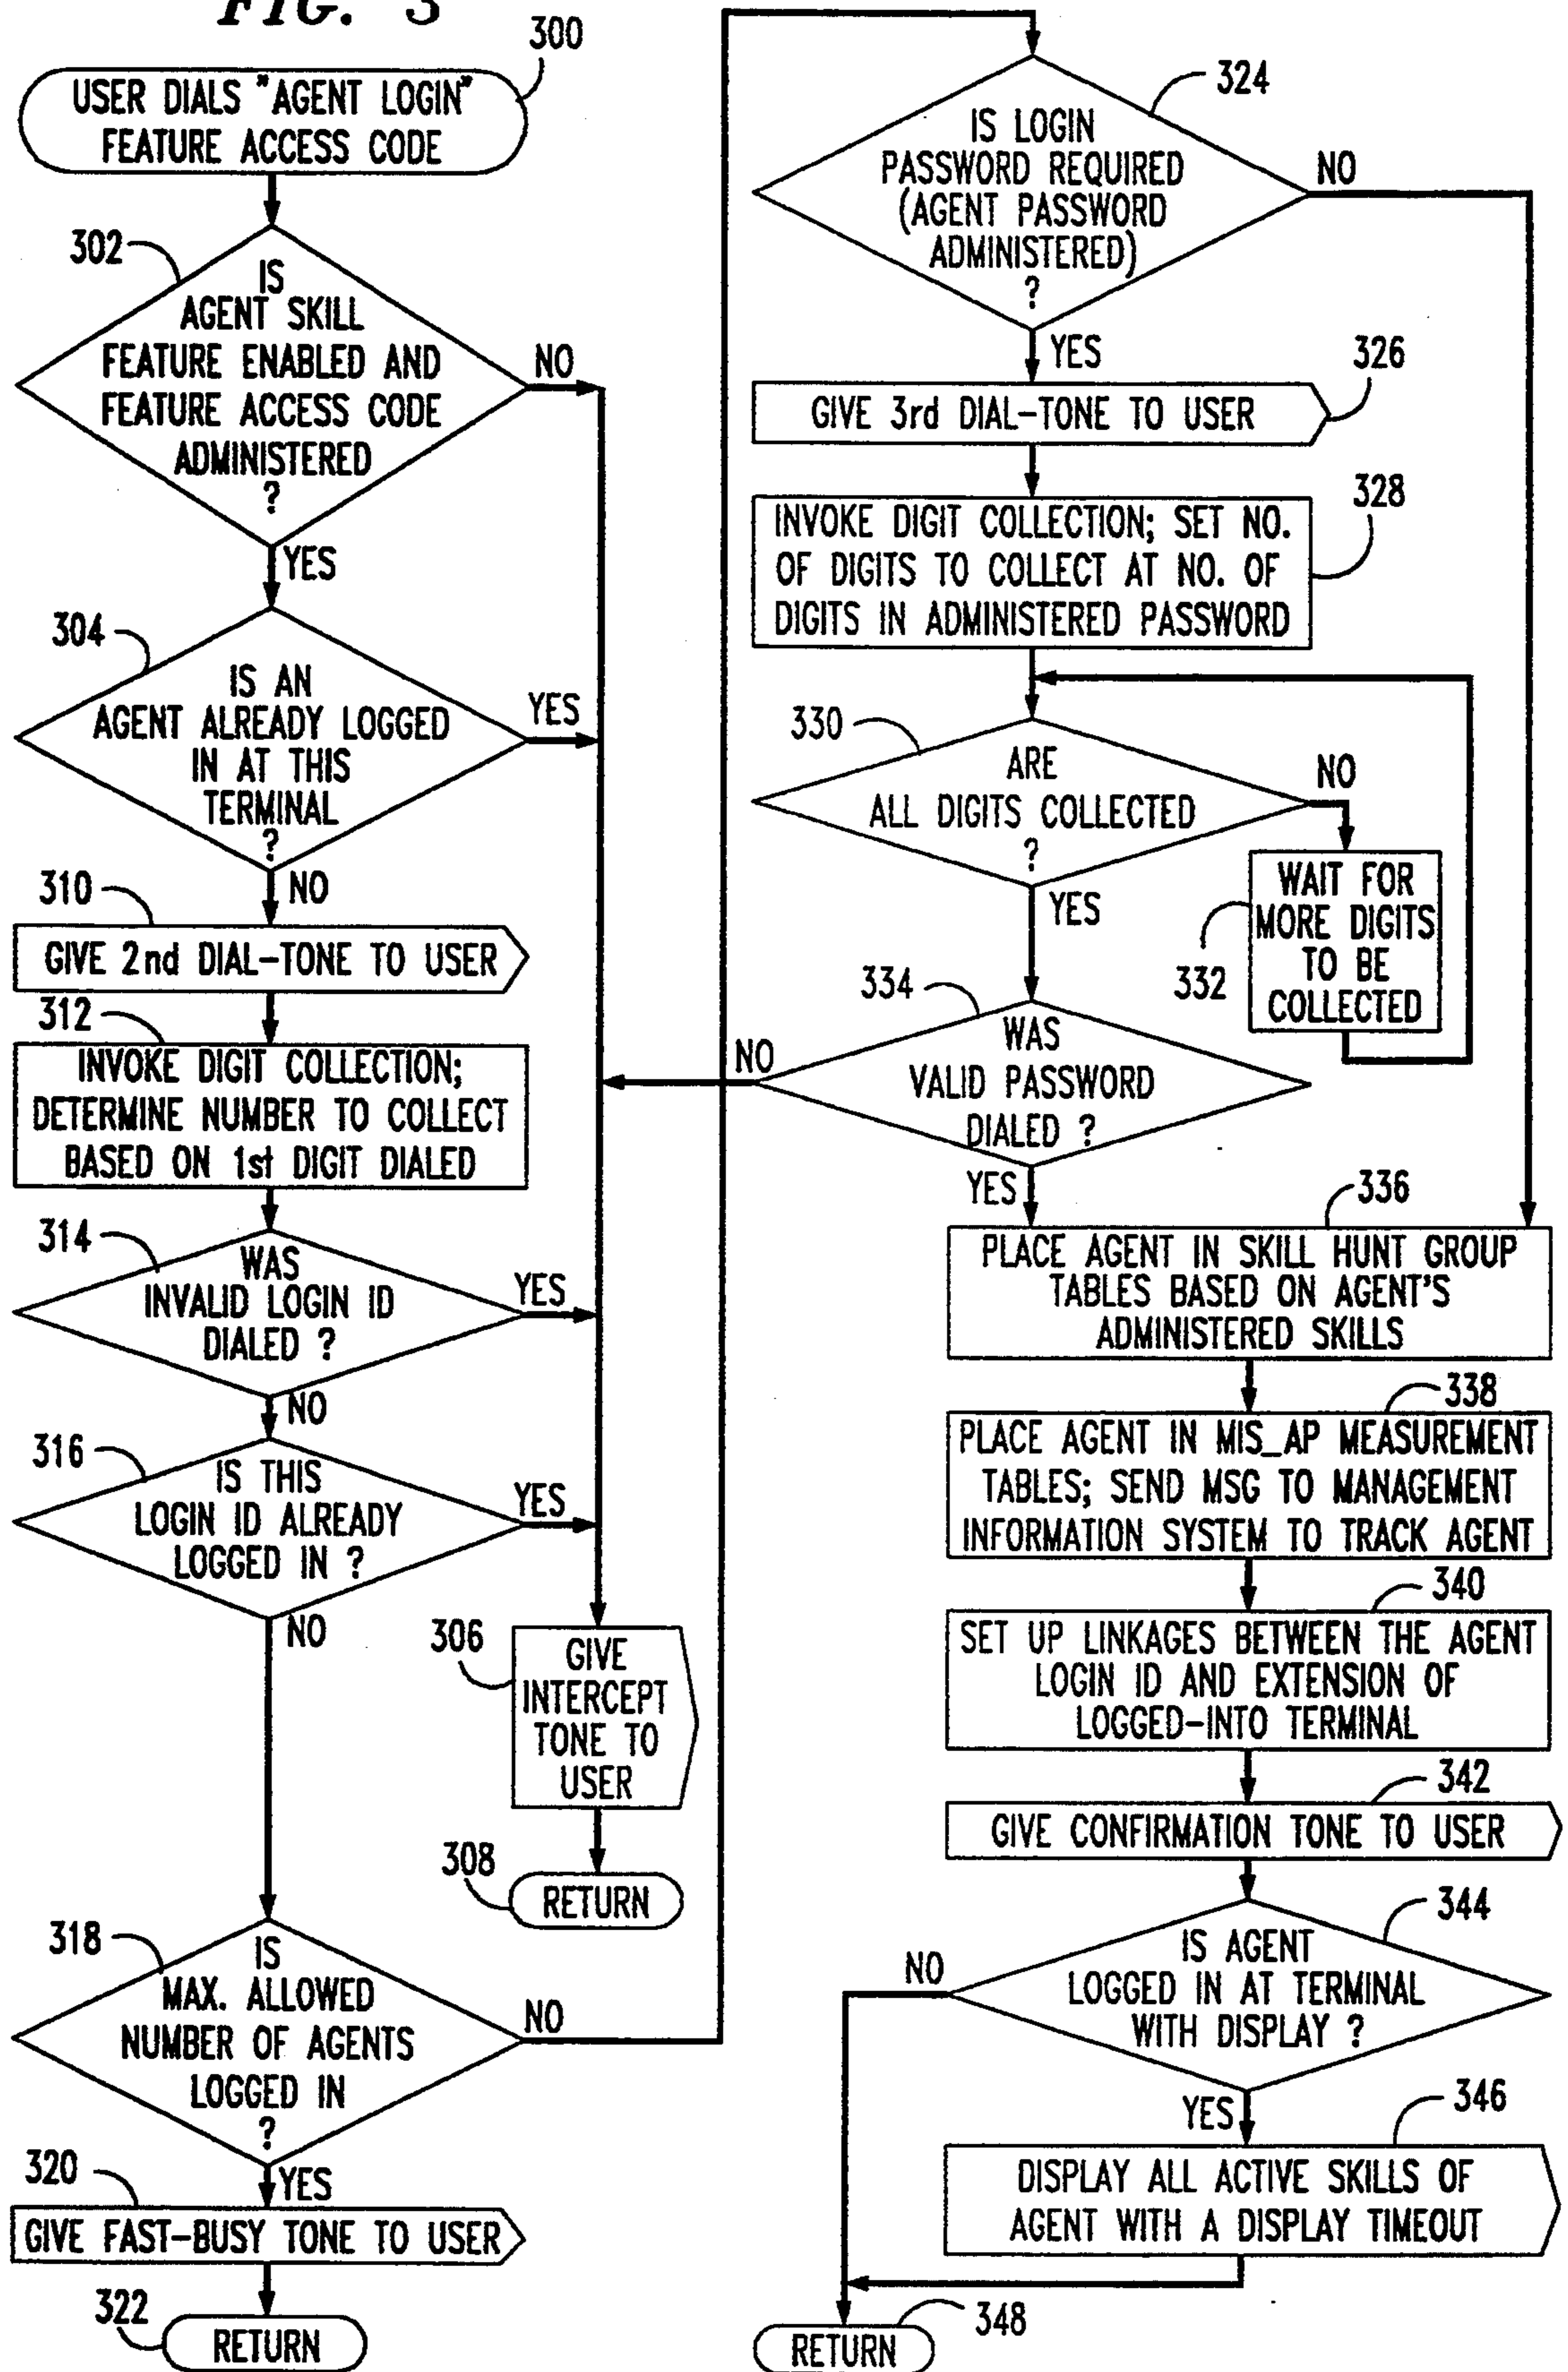 FIG. 3
300
USER DIALS "AGENT LOGIN"
FEATURE ACCESS CODE
302
IS
AGENT SKILL
FEATURE ENABLED AND
FEATURE ACCESS CODE
ADMINISTERED
?
NO
YES
304
IS AN
AGENT ALREADY LOGGED
IN AT THIS
TERMINAL
?
YES
NO
310
GIVE 2nd DIAL-TONE TO USER
312
INVOKE DIGIT COLLECTION;
DETERMINE NUMBER TO COLLECT
BASED ON 1st DIGIT DIALED
314
WAS
INVALID LOGIN ID
DIALED ?
YES
NO
316
IS THIS
LOGIN ID ALREADY
LOGGED IN ?
YES
NO
306
GIVE
INTERCEPT
TONE TO
USER
308
RETURN
318
IS
MAX. ALLOWED
NUMBER OF AGENTS
LOGGED IN
?
NO
YES
320
GIVE FAST-BUSY TONE TO USER
322
RETURN
324
IS LOGIN
PASSWORD REQUIRED
(AGENT PASSWORD
ADMINISTERED)
?
NO
YES
326
GIVE 3rd DIAL-TONE TO USER
328
INVOKE DIGIT COLLECTION; SET NO.
OF DIGITS TO COLLECT AT NO. OF
DIGITS IN ADMINISTERED PASSWORD
330
ARE
ALL DIGITS COLLECTED
?
NO
YES
332
WAIT FOR
MORE DIGITS
TO BE
COLLECTED
334
WAS
VALID PASSWORD
DIALED ?
NO
YES
336
PLACE AGENT IN SKILL HUNT GROUP
TABLES BASED ON AGENT'S
ADMINISTERED SKILLS
338
PLACE AGENT IN MIS_AP MEASUREMENT
TABLES; SEND MSG TO MANAGEMENT
INFORMATION SYSTEM TO TRACK AGENT
340
SET UP LINKAGES BETWEEN THE AGENT
LOGIN ID AND EXTENSION OF
LOGGED-INTO TERMINAL
342
GIVE CONFIRMATION TONE TO USER
344
IS AGENT
LOGGED IN AT TERMINAL
WITH DISPLAY ?
NO
YES
346
DISPLAY ALL ACTIVE SKILLS OF
AGENT WITH A DISPLAY TIMEOUT
348
RETURN